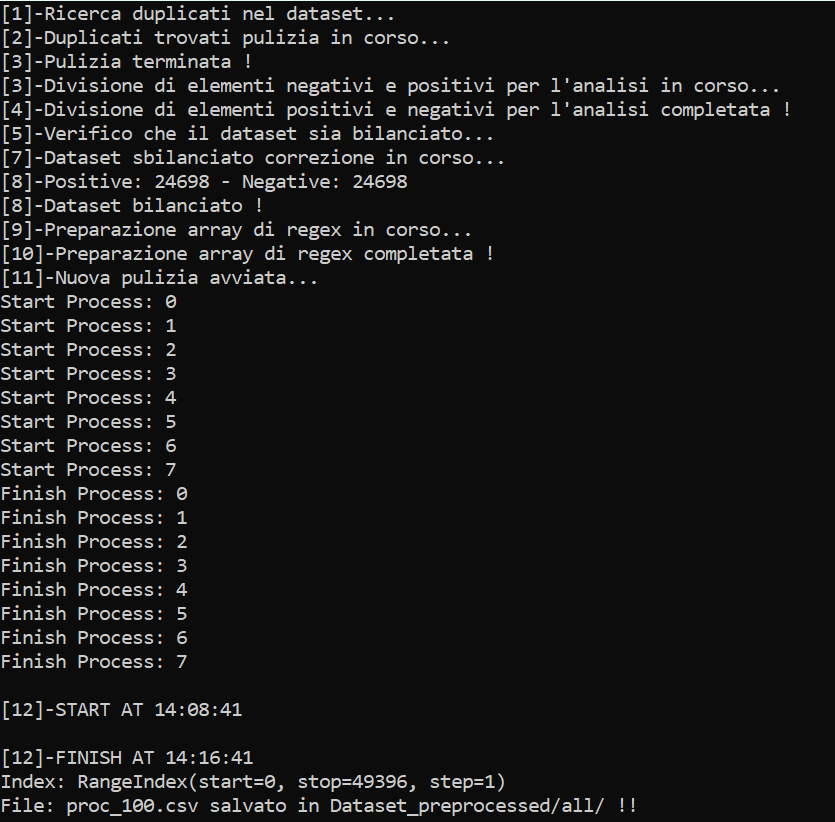 [1]-Ricerca duplicati nel dataset...
[2]-Duplicati trovati pulizia in corso...
[3]-Pulizia terminata !
[3]-Divisione di elementi negativi e positivi per l'analisi in corso...
[4]-Divisione di elementi positivi e negativi per l'analisi completata !
[5]-Verifico che il dataset sia bilanciato...
[7]-Dataset sbilanciato correzione in corso...
[8]-Positive: 24698 - Negative: 24698
[8]-Dataset bilanciato !
[9]-Preparazione array di regex in corso...
[10]-Preparazione array di regex completata !
[11]-Nuova pulizia avviata...
Start Process: 0
Start Process: 1
Start Process: 2
Start Process: 3
Start Process: 4
Start Process: 5
Start Process: 6
Start Process: 7
Finish Process: 0
Finish Process: 1
Finish Process: 2
Finish Process: 3
Finish Process: 4
Finish Process: 5
Finish Process: 6
Finish Process: 7
[12]-START AT 14:08:41
[12]-FINISH AT 14:16:41
Index: RangeIndex(start=0, stop=49396, step=1)
File: proc_100.csv salvato in Dataset_preprocessed/all/ !!